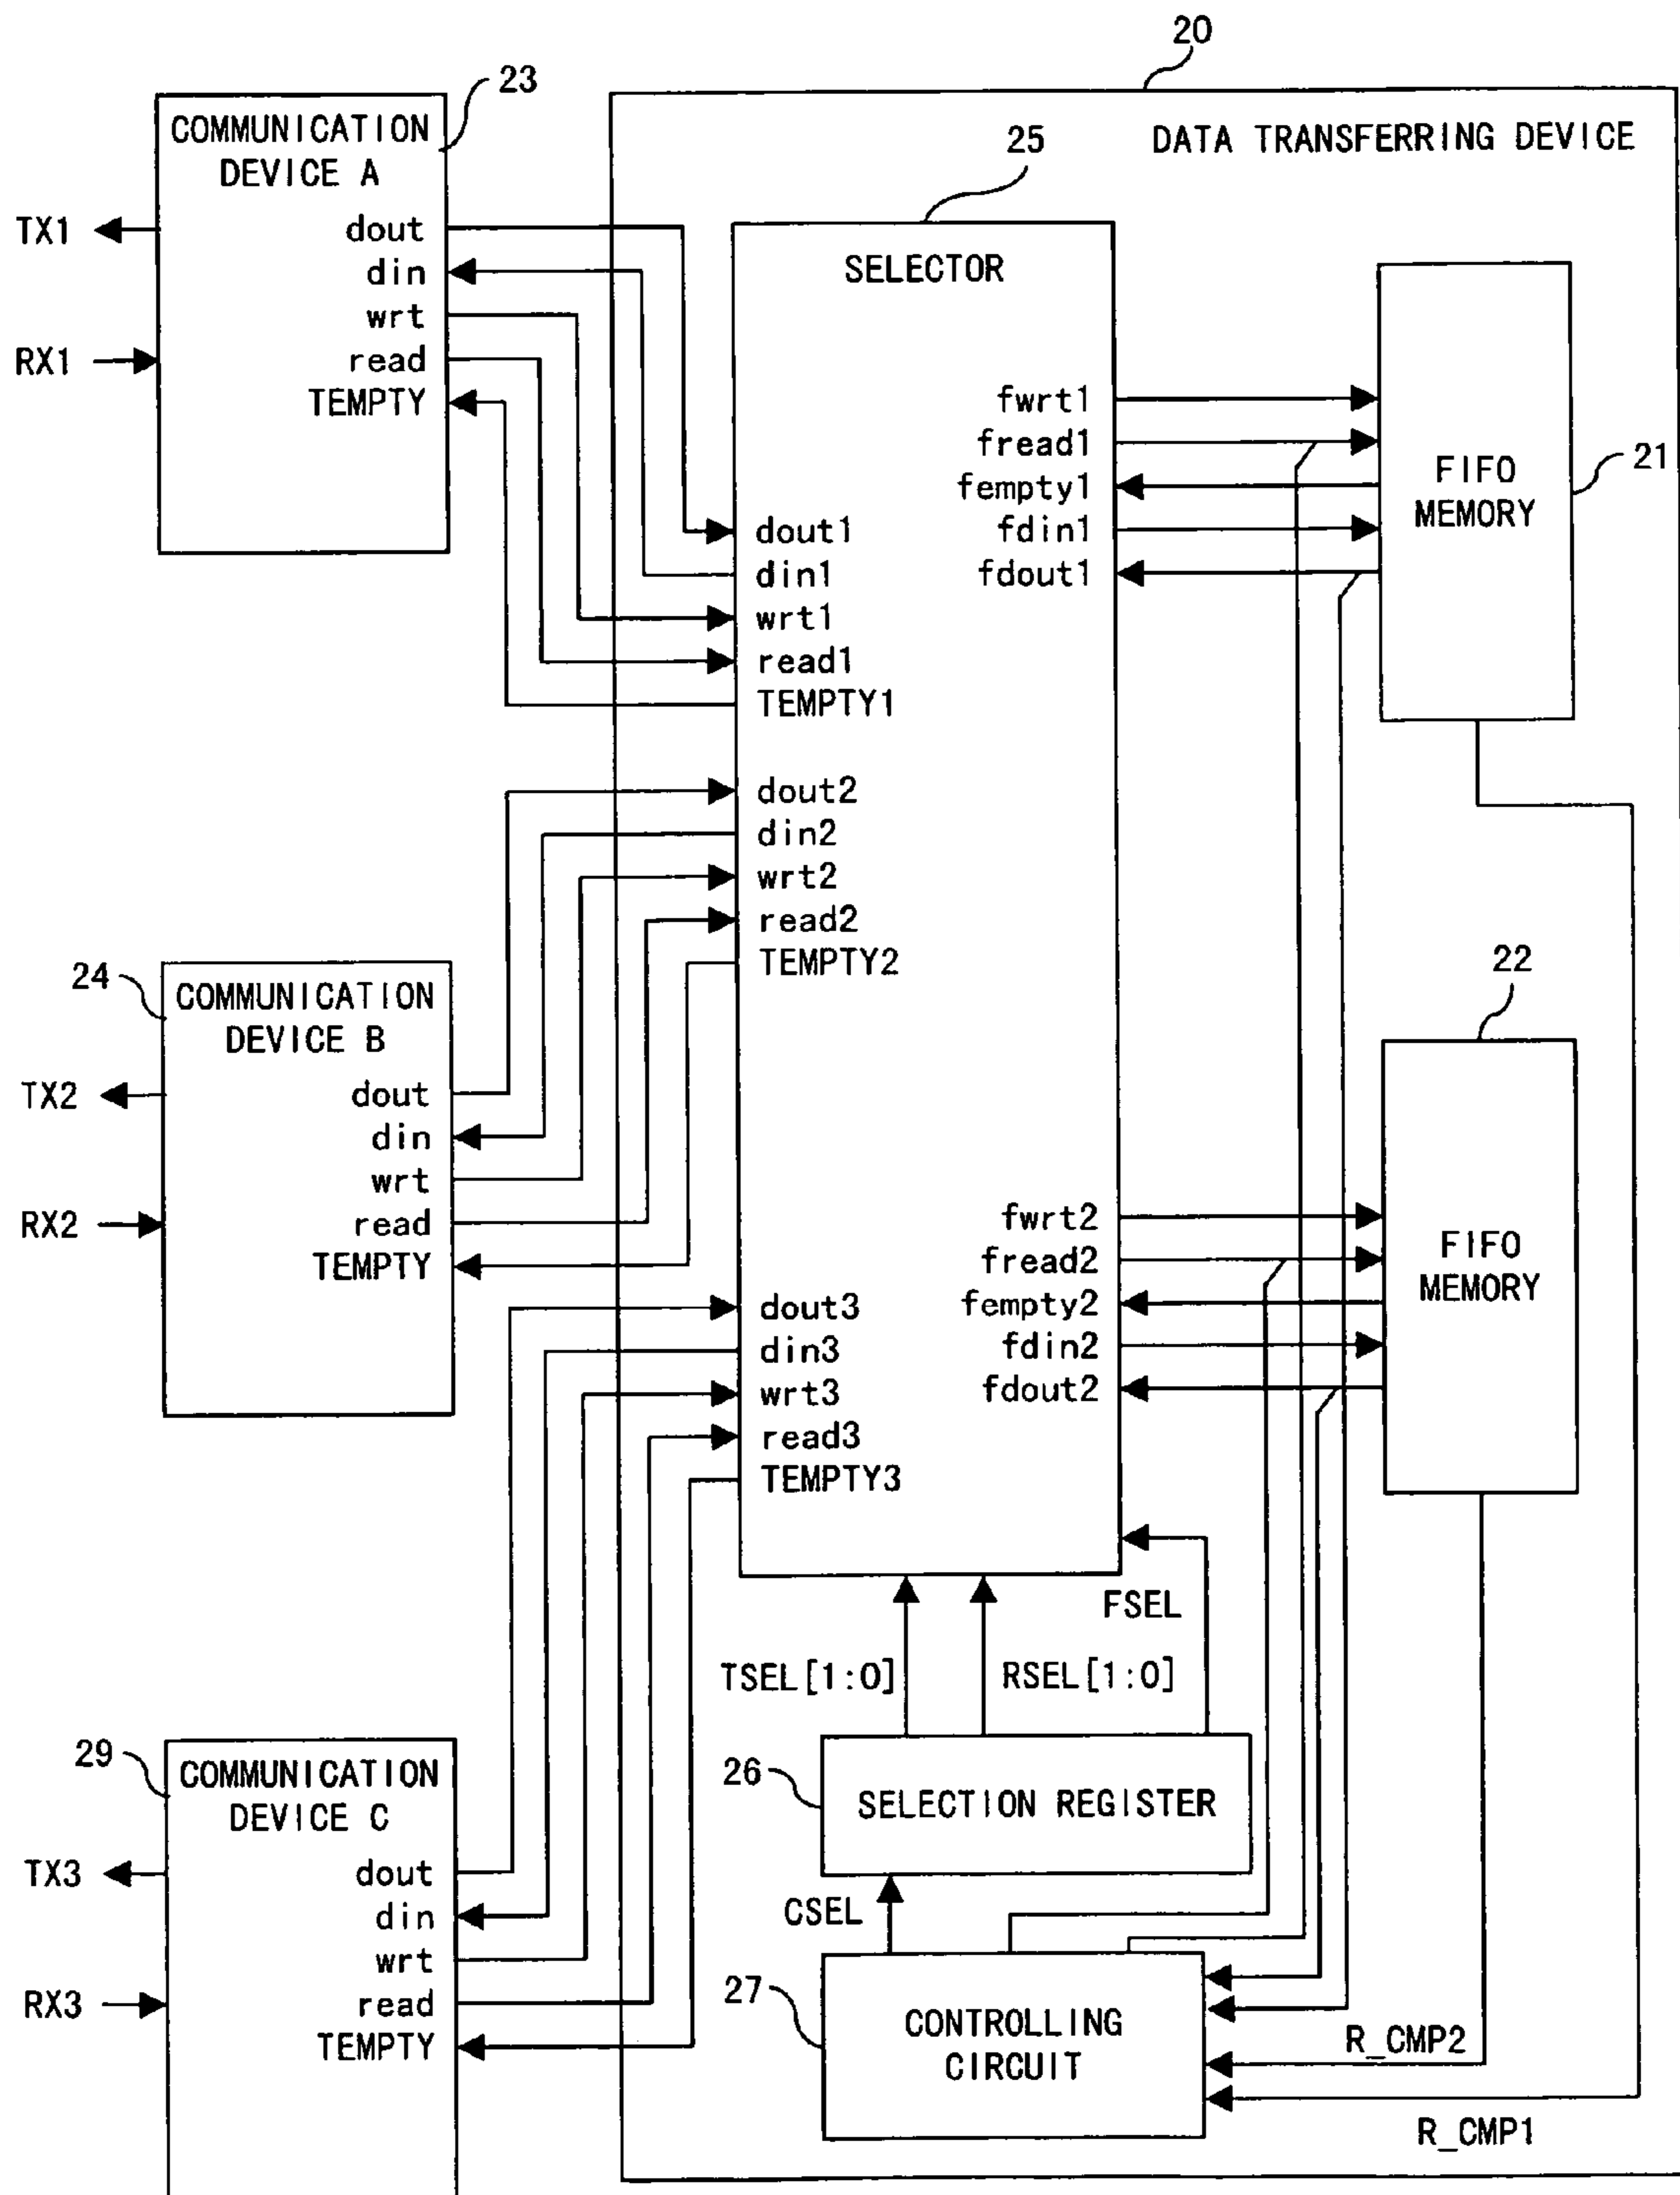 20
DATA TRANSFERRING DEVICE
23
COMMUNICATION
DEVICE A
TX1
RX1
dout
din
wrt
read
TEMPTY
25
SELECTOR
dout1
din1
wrt1
read1
TEMPTY1
dout2
din2
wrt2
read2
TEMPTY2
dout3
din3
wrt3
read3
TEMPTY3
fwrt1
fread1
fempty1
fdin1
fdout1
fwrt2
fread2
fempty2
fdin2
fdout2
21
FIFO
MEMORY
22
FIFO
MEMORY
24
COMMUNICATION
DEVICE B
TX2
RX2
dout
din
wrt
read
TEMPTY
29
COMMUNICATION
DEVICE C
TX3
RX3
dout
din
wrt
read
TEMPTY
FSEL
TSEL[1:0]
RSEL[1:0]
26
SELECTION REGISTER
CSEL
27
CONTROLLING
CIRCUIT
R_CMP2
R_CMP1